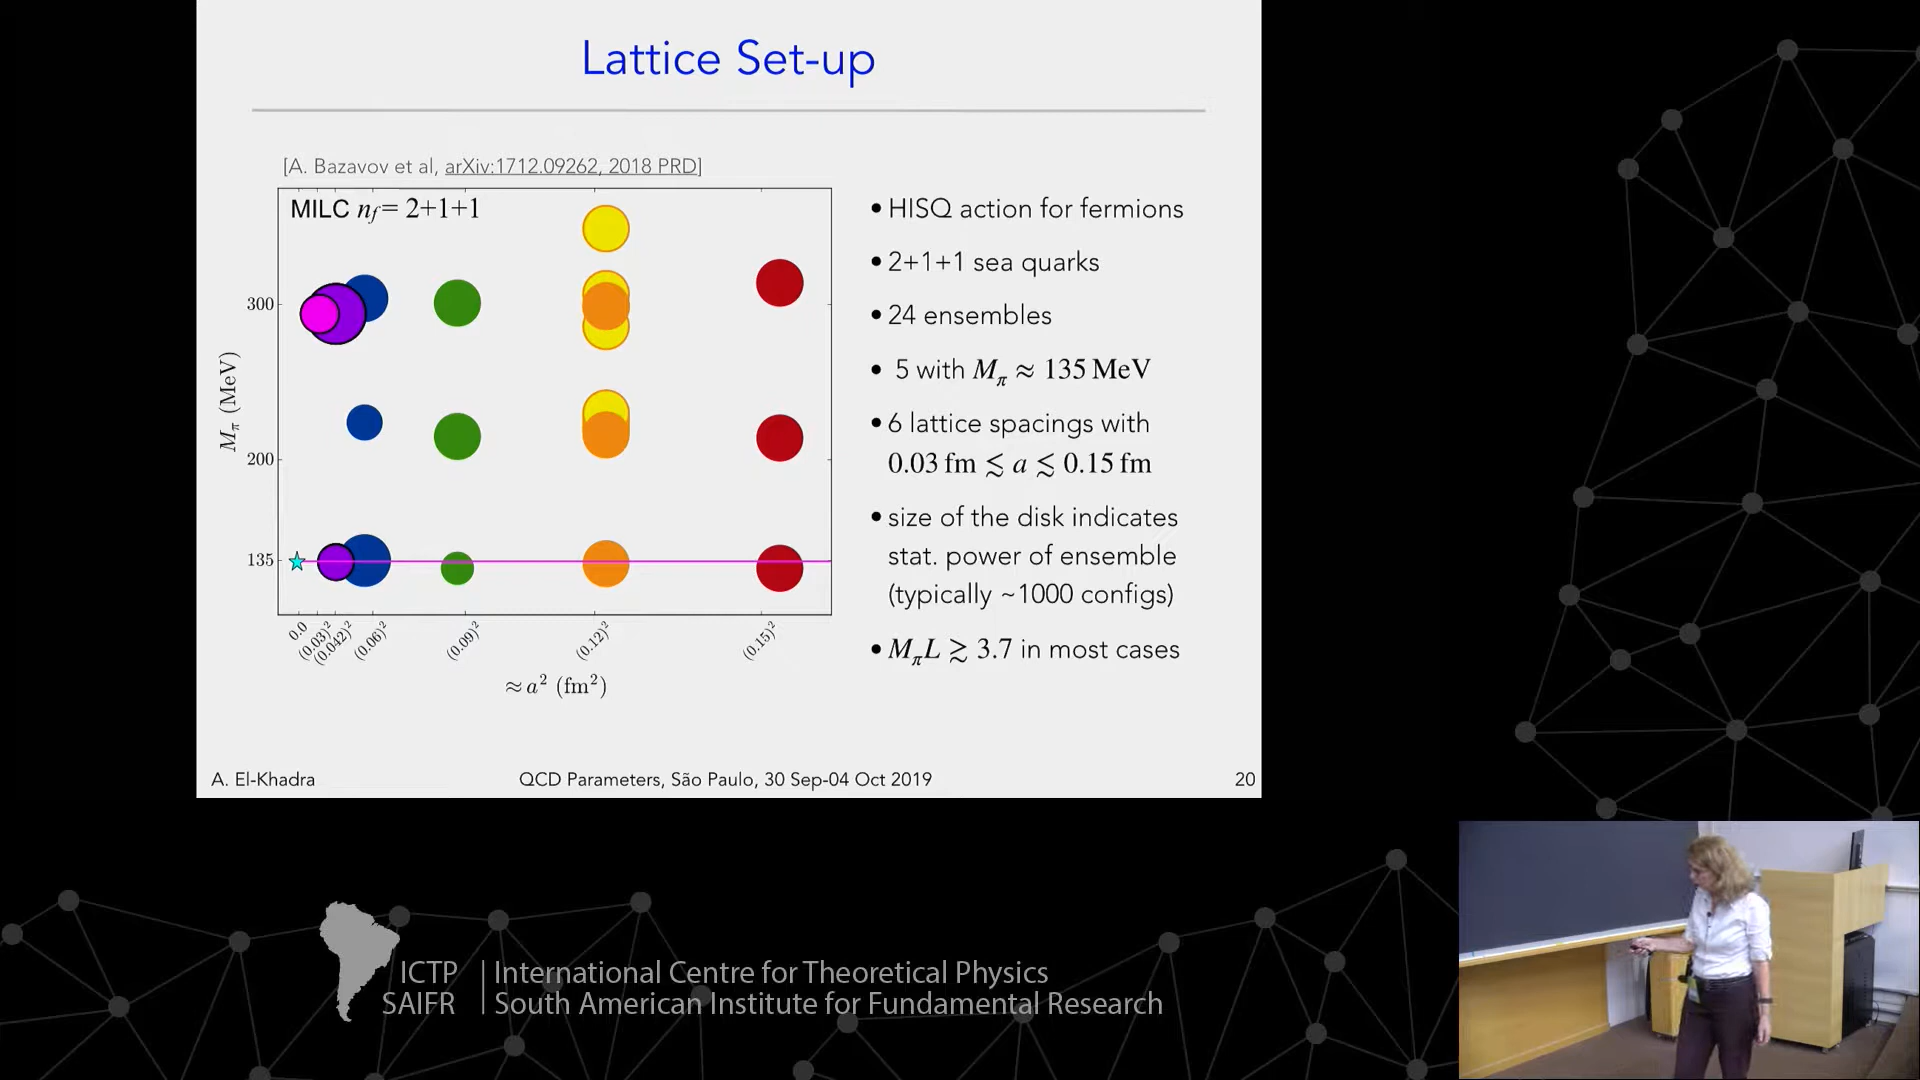 Lattice Set-up
[A. Bazavov et al, arXiv:1712.09262, 2018 PRD]
MILC n_f = 2+1+1
300
200
135
M_π (MeV)
0.0
(0.03)²
(0.042)²
(0.06)²
(0.09)²
(0.12)²
(0.15)²
≈ a² (fm²)
• HISQ action for fermions
• 2+1+1 sea quarks
• 24 ensembles
• 5 with M_π ≈ 135 MeV
• 6 lattice spacings with
0.03 fm ≲ a ≲ 0.15 fm
• size of the disk indicates
stat. power of ensemble
(typically ~1000 configs)
• M_πL ≳ 3.7 in most cases
A. El-Khadra
QCD Parameters, São Paulo, 30 Sep-04 Oct 2019
20
ICTP | International Centre for Theoretical Physics
SAIFR | South American Institute for Fundamental Research